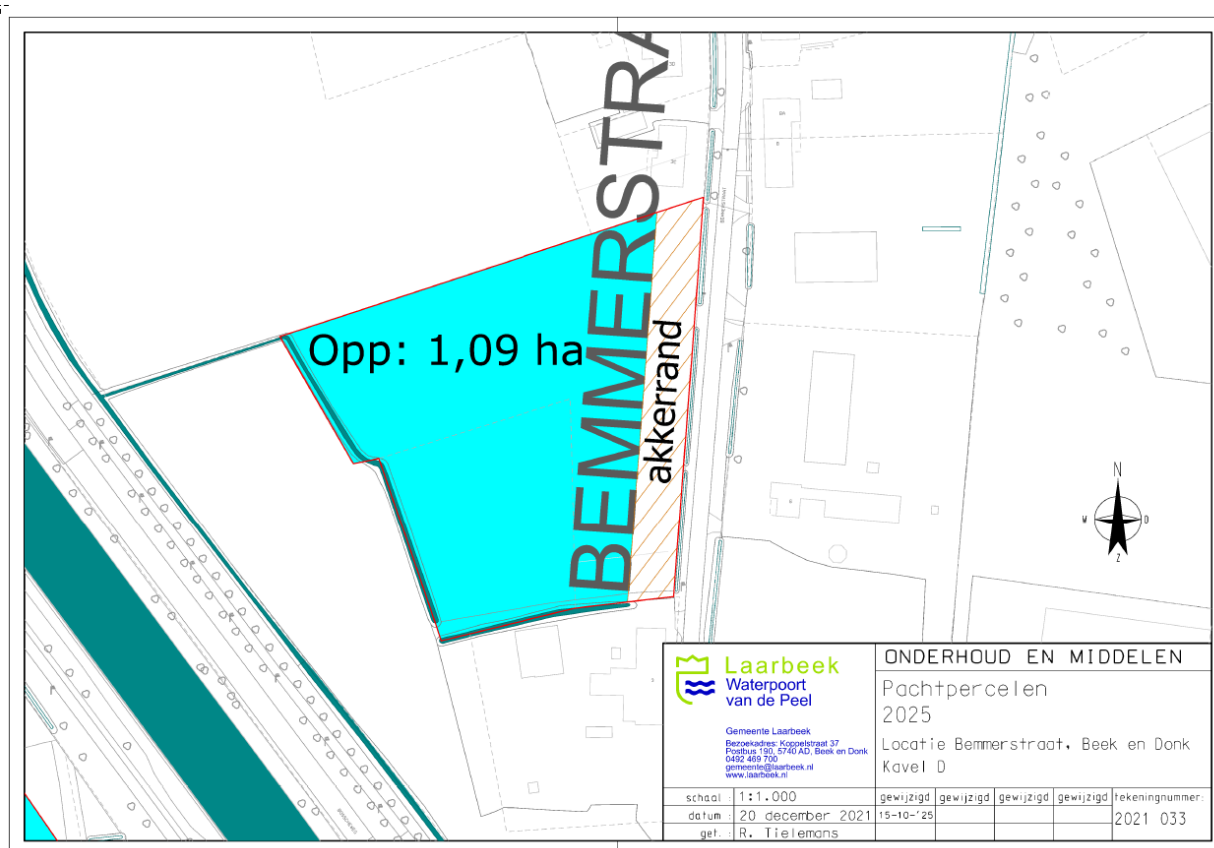 BEMMERSTRA
Opp: 1,09 ha
akkerrand
BEMMERSTRAAT
N
W
O
Z
Laarbeek
Waterpoort
van de Peel
Gemeente Laarbeek
Bezoekadres: Koppelstraat 37
Postbus 190, 5740 AD, Beek en Donk
0492 469 700
gemeente@laarbeek.nl
www.laarbeek.nl
ONDERHOUD EN MIDDELEN
Pachtpercelen
2025
Locatie Bemmerstraat, Beek en Donk
Kavel D
schaal : 1:1.000
datum : 20 december 2021
get. : R. Tielemans
gewijzigd gewijzigd gewijzigd gewijzigd
15-10-'25
tekeningnummer:
2021 033